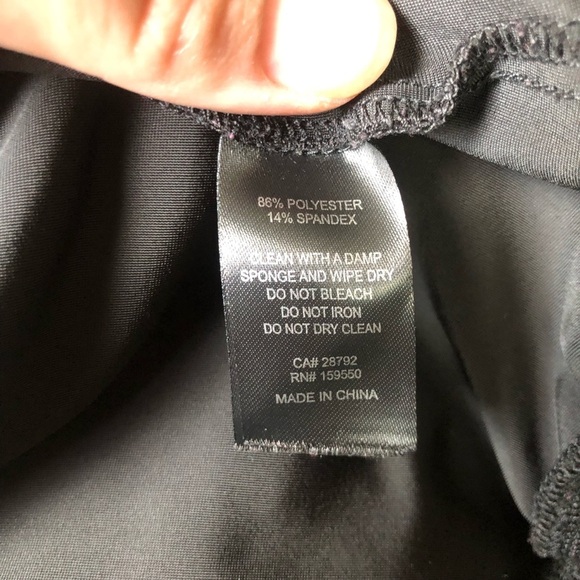 86% POLYESTER
14% SPANDEX
CLEAN WITH A DAMP
SPONGE AND WIPE DRY
DO NOT BLEACH
DO NOT IRON
DO NOT DRY CLEAN
CA# 28792
RN# 159550
MADE IN CHINA